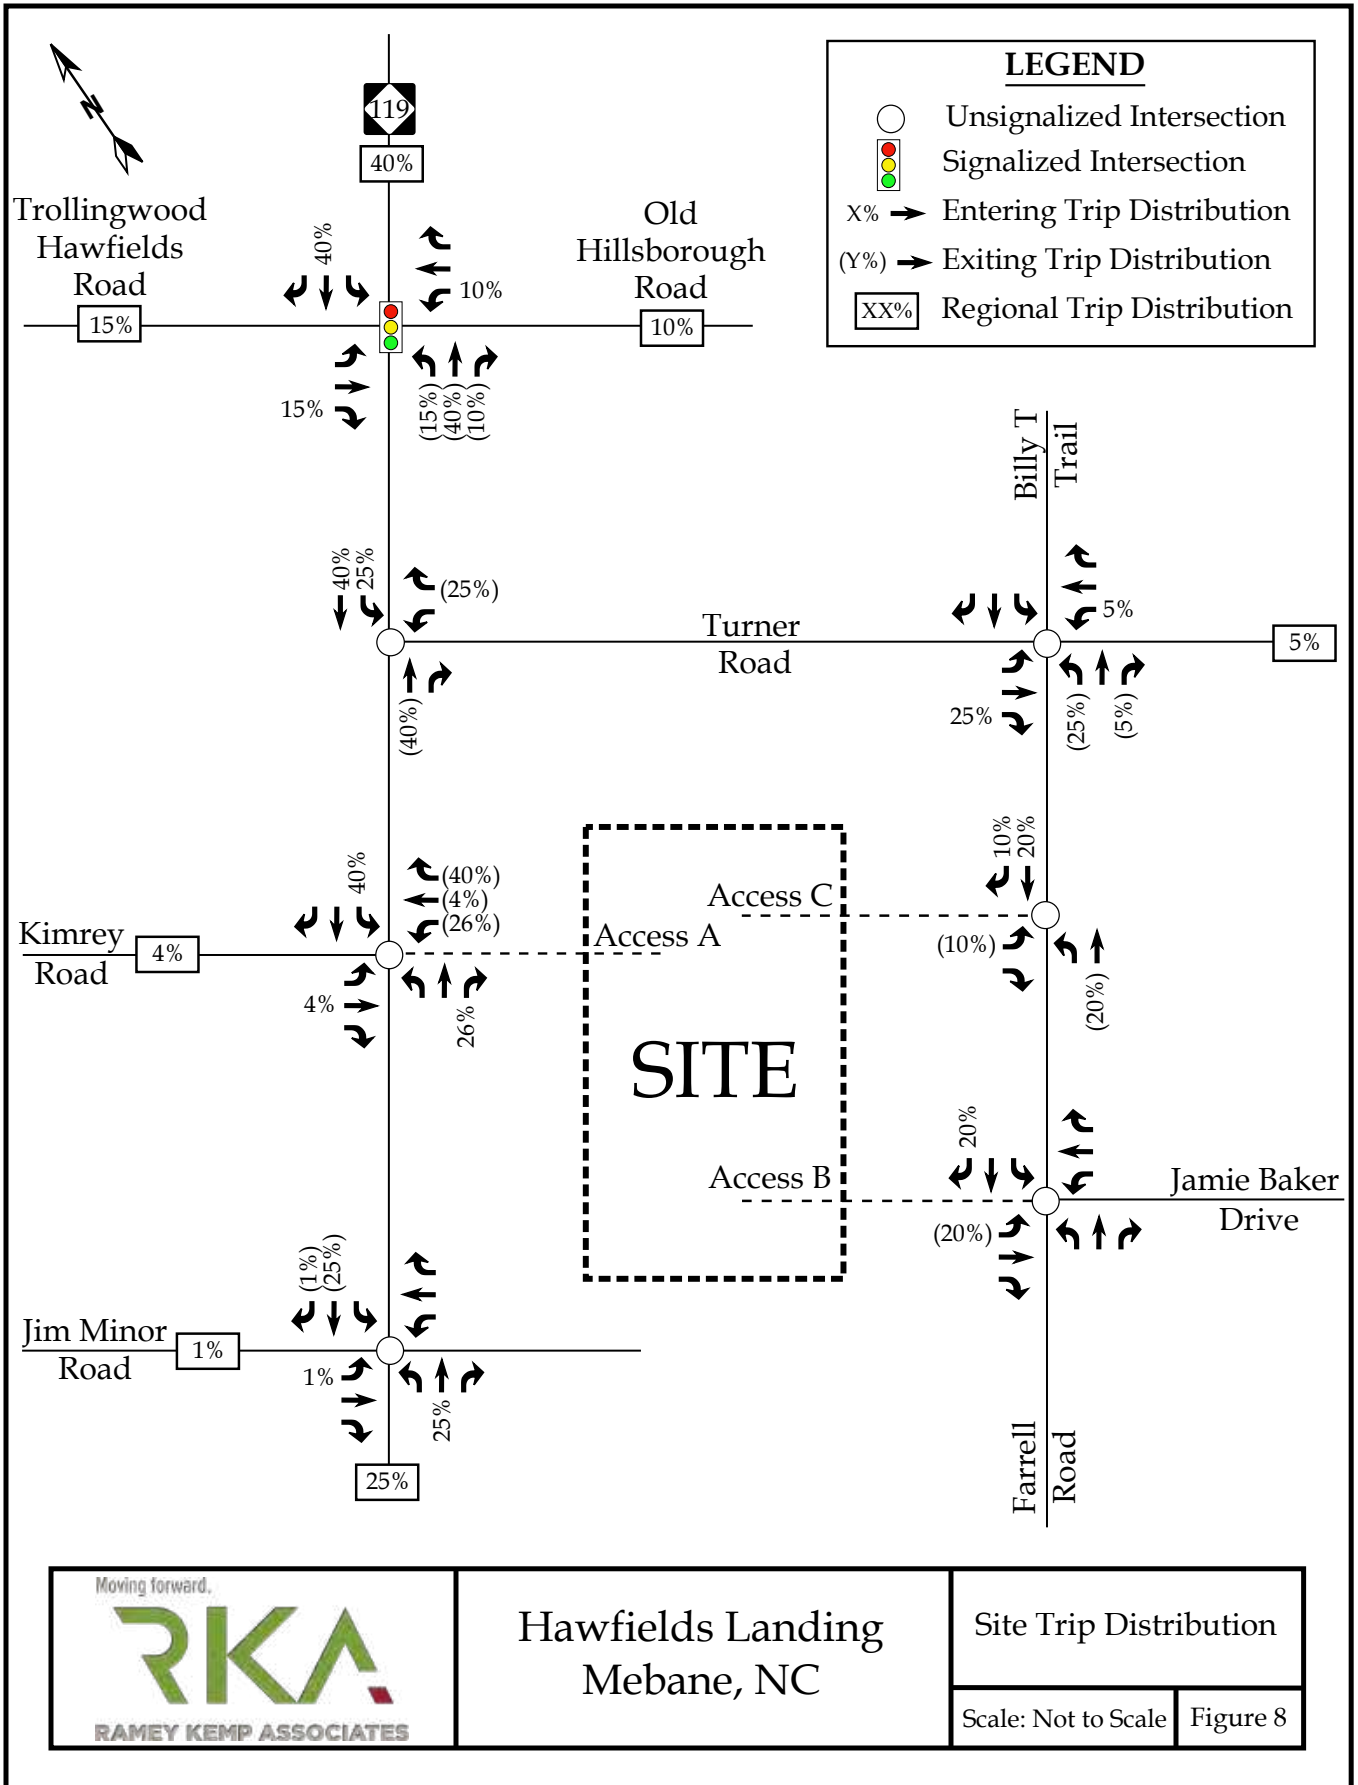 N
119
40%
LEGEND
Unsignalized Intersection
Signalized Intersection
X% Entering Trip Distribution
(Y%) Exiting Trip Distribution
XX% Regional Trip Distribution
Trollingwood
Hawfields
Road
15%
Old
Hillsborough
Road
10%
40%
10%
15%
(15%)
(40%)
(10%)
Billy T
Trail
40%
25%
(25%)
(40%)
Turner
Road
5%
5%
25%
(25%)
(5%)
Kimrey
Road
4%
40%
(40%)
(4%)
(26%)
4%
26%
Access A
Access C
10%
20%
(10%)
(20%)
SITE
Access B
20%
(20%)
Jamie Baker
Drive
Jim Minor
Road
1%
(1%)
(25%)
1%
25%
25%
Farrell
Road
Moving forward.
RKA
RAMEY KEMP ASSOCIATES
Hawfields Landing
Mebane, NC
Site Trip Distribution
Scale: Not to Scale
Figure 8